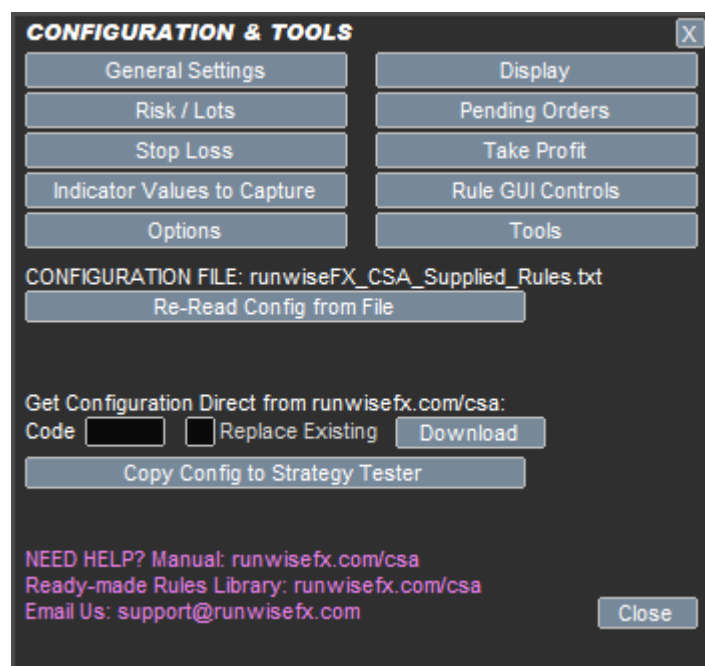 CONFIGURATION & TOOLS X
General Settings Display
Risk / Lots Pending Orders
Stop Loss Take Profit
Indicator Values to Capture Rule GUI Controls
Options Tools
CONFIGURATION FILE: runwiseFX_CSA_Supplied_Rules.txt
Re-Read Config from File
Get Configuration Direct from runwisefx.com/csa:
Code Replace Existing Download
Copy Config to Strategy Tester
NEED HELP? Manual: runwisefx.com/csa
Ready-made Rules Library: runwisefx.com/csa
Email Us: support@runwisefx.com Close